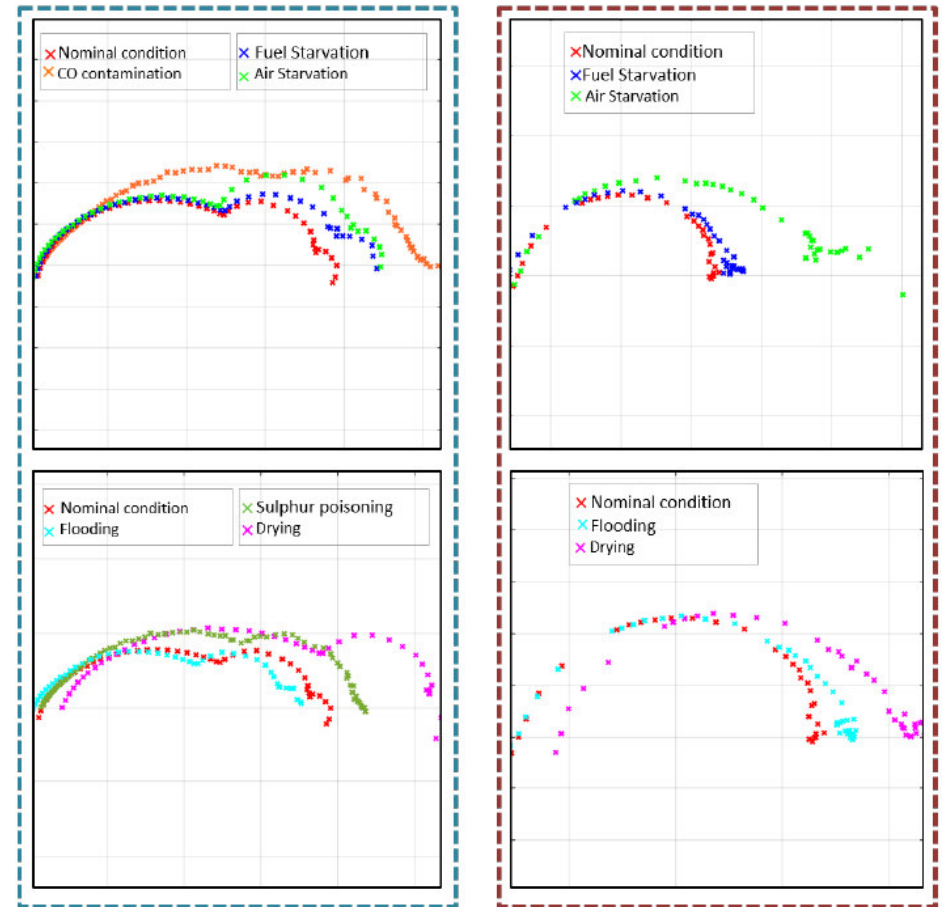 Nominal condition
CO contamination
Fuel Starvation
Air Starvation
Nominal condition
Fuel Starvation
Air Starvation
Nominal condition
Flooding
Sulphur poisoning
Drying
Nominal condition
Flooding
Drying